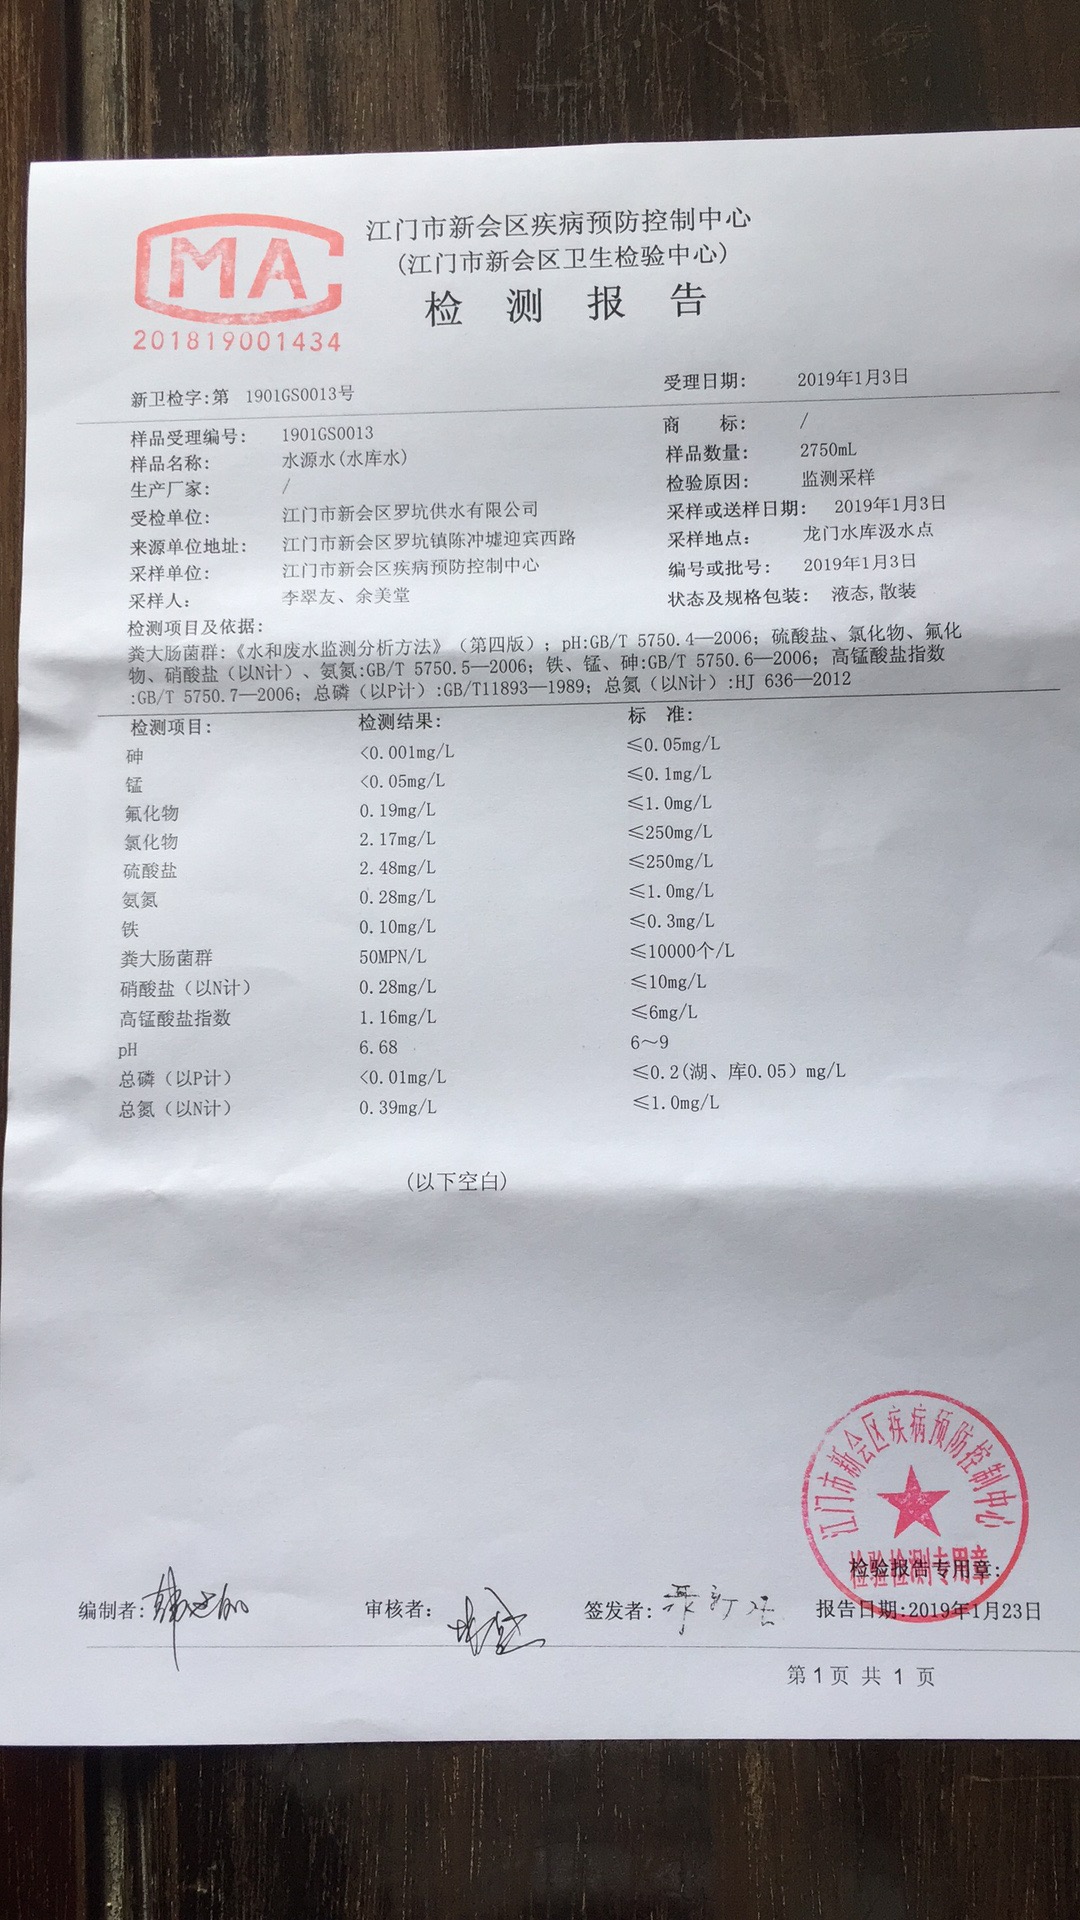 MA
201819001434
江门市新会区疾病预防控制中心
(江门市新会区卫生检验中心)
检 测 报 告
新卫检字:第 1901GS0013号 受理日期: 2019年1月3日
样品受理编号: 1901GS0013 商 标: /
样品名称: 水源水(水库水) 样品数量: 2750mL
生产厂家: / 检验原因: 监测采样
受检单位: 江门市新会区罗坑供水有限公司 采样或送样日期: 2019年1月3日
来源单位地址: 江门市新会区罗坑镇陈冲墟迎宾西路 采样地点: 龙门水库汲水点
采样单位: 江门市新会区疾病预防控制中心 编号或批号: 2019年1月3日
采样人: 李翠友、余美堂 状态及规格包装: 液态,散装
检测项目及依据:
粪大肠菌群:《水和废水监测分析方法》（第四版）; pH:GB/T 5750.4—2006; 硫酸盐、氯化物、氟化
物、硝酸盐（以N计）、氨氮:GB/T 5750.5—2006; 铁、锰、砷:GB/T 5750.6—2006; 高锰酸盐指数
:GB/T 5750.7—2006; 总磷（以P计）:GB/T11893—1989; 总氮（以N计）:HJ 636—2012
检测项目: 检测结果: 标 准:
砷 <0.001mg/L ≤0.05mg/L
锰 <0.05mg/L ≤0.1mg/L
氟化物 0.19mg/L ≤1.0mg/L
氯化物 2.17mg/L ≤250mg/L
硫酸盐 2.48mg/L ≤250mg/L
氨氮 0.28mg/L ≤1.0mg/L
铁 0.10mg/L ≤0.3mg/L
粪大肠菌群 50MPN/L ≤10000个/L
硝酸盐（以N计） 0.28mg/L ≤10mg/L
高锰酸盐指数 1.16mg/L ≤6mg/L
pH 6.68 6～9
总磷（以P计） <0.01mg/L ≤0.2(湖、库0.05）mg/L
总氮（以N计） 0.39mg/L ≤1.0mg/L
(以下空白)
江门市新会区疾病预防控制中心
检验检测专用章
检验报告专用章:
编制者: 审核者: 签发者: 报告日期:2019年1月23日
第 1 页 共 1 页